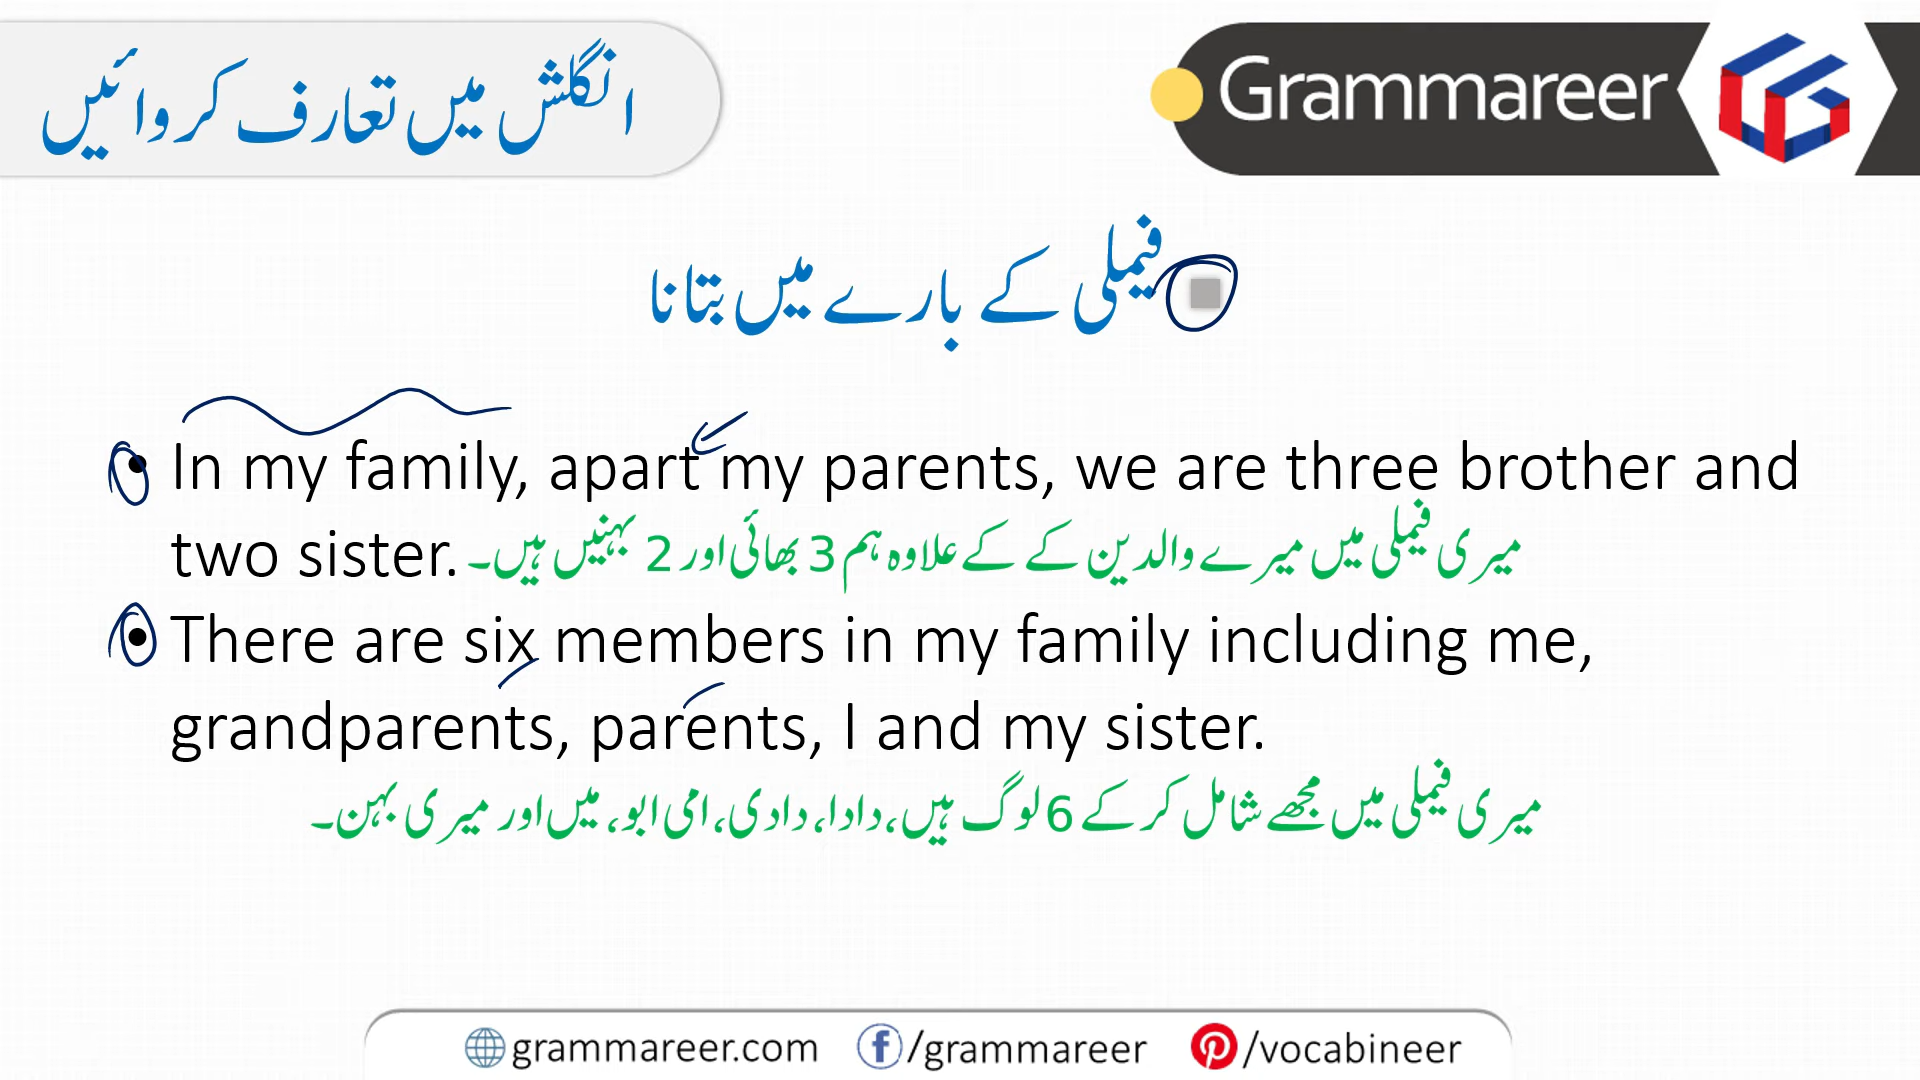 انگلش میں تعارف کروائیں
Grammareer
فیملی کے بارے میں بتانا
• In my family, apart my parents, we are three brother and
two sister. میری فیملی میں میرے والدین کے کے علاوہ ہم 3 بھائی اور 2 بہنیں ہیں۔
• There are six members in my family including me,
grandparents, parents, I and my sister.
میری فیملی میں مجھے شامل کر کے 6 لوگ ہیں، دادا، دادی، امی ابو، میں اور میری بہن۔
grammareer.com /grammareer /vocabineer